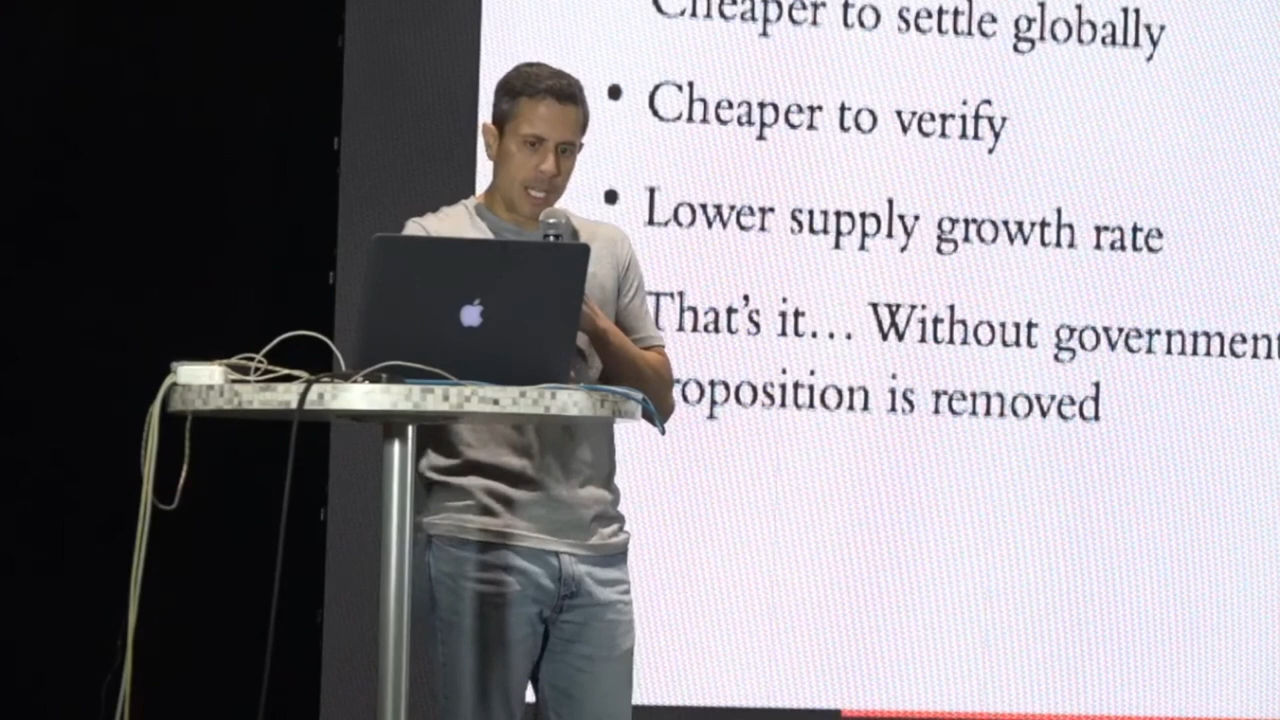 Cheaper to settle globally
• Cheaper to verify
• Lower supply growth rate
That's it... Without government
roposition is removed